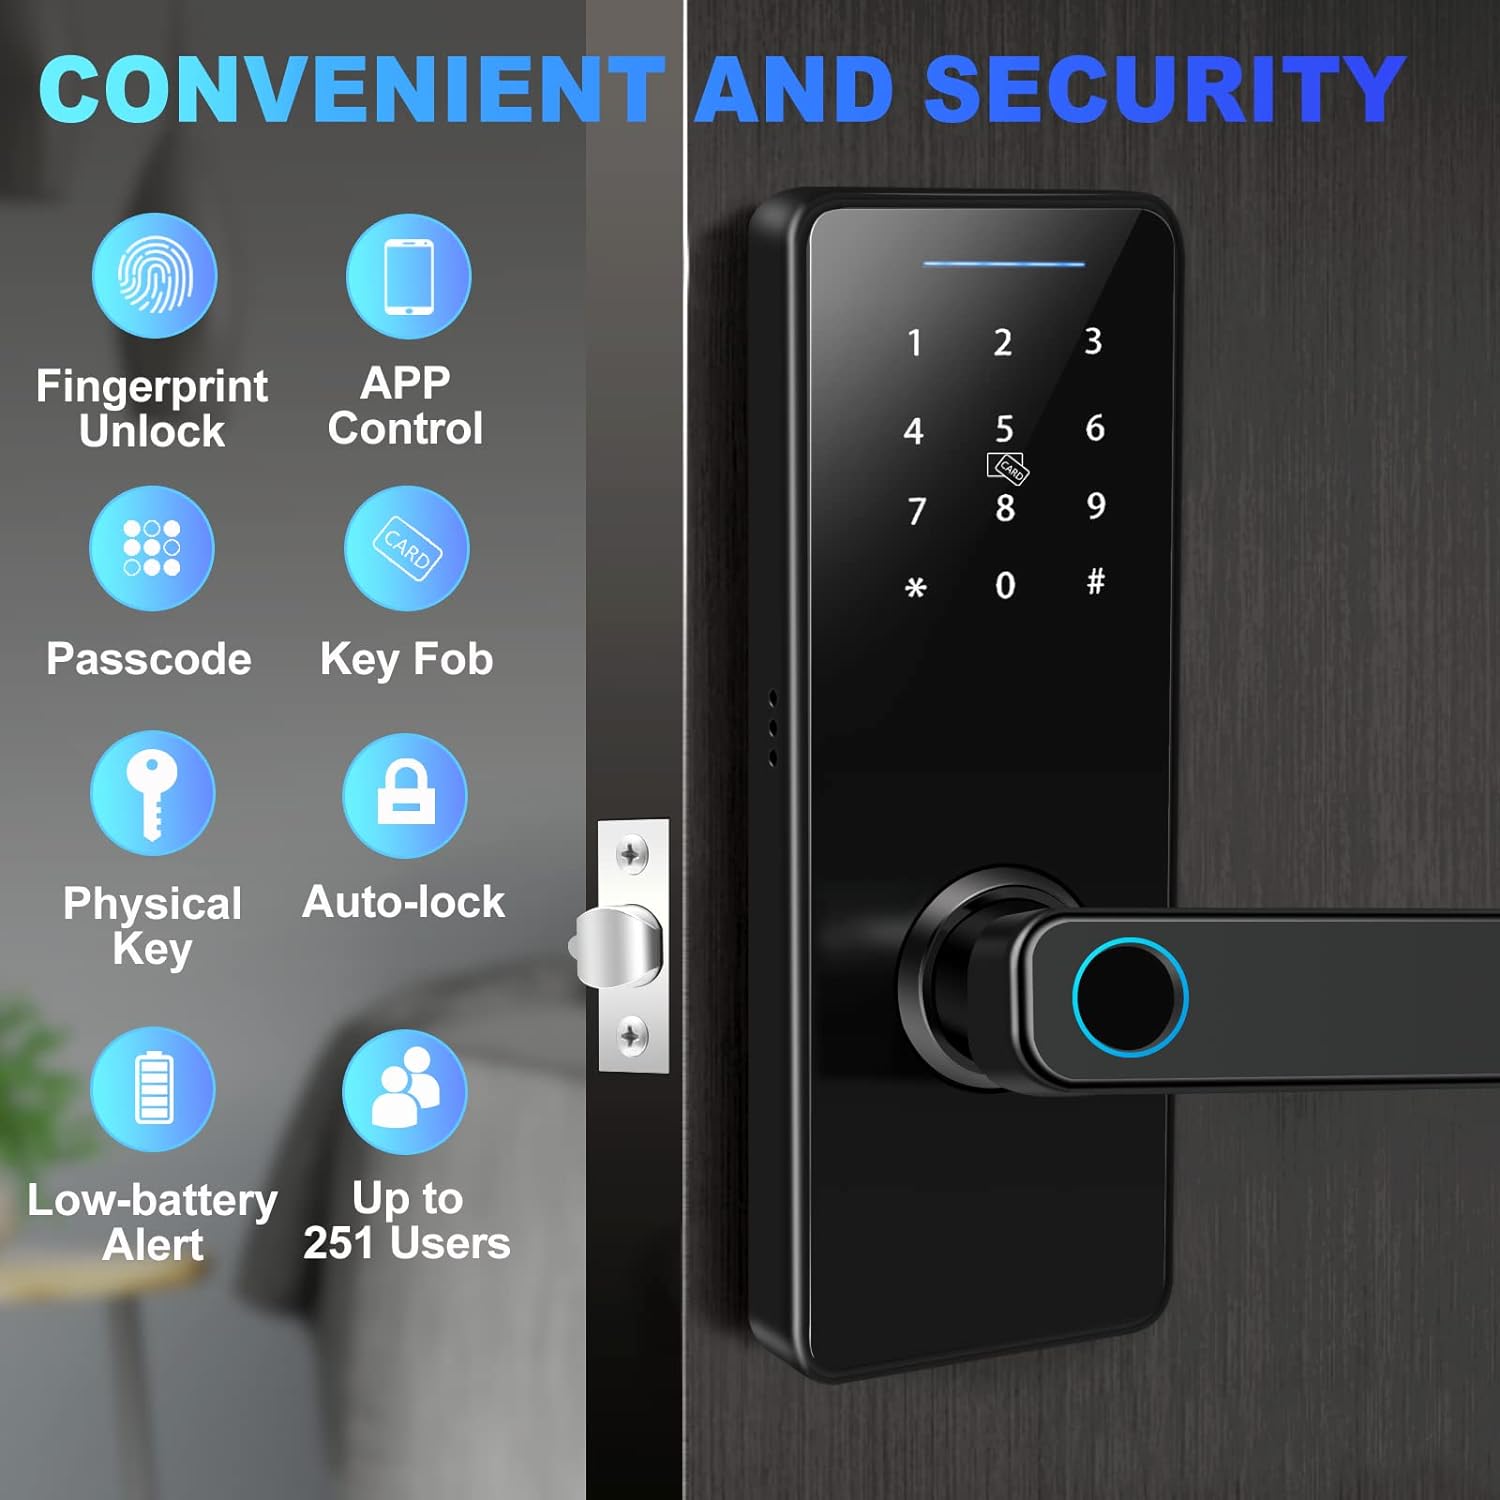 CONVENIENT AND SECURITY
Fingerprint
Unlock
APP
Control
Passcode
CARD
Key Fob
Physical
Key
Auto-lock
Low-battery
Alert
Up to
251 Users
1 2 3
4 5 6
CARD
7 8 9
* 0 #